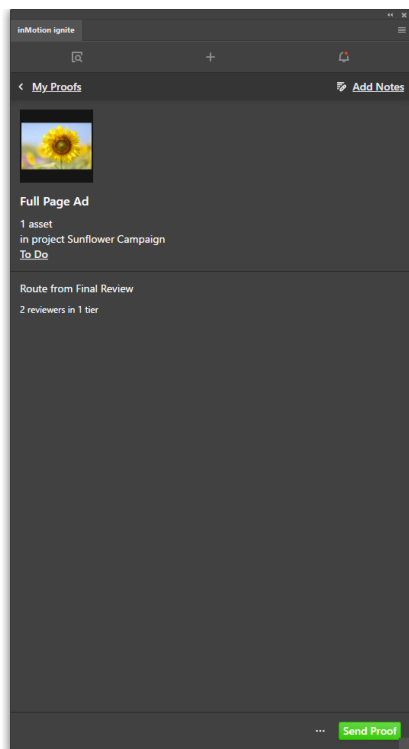 inMotion ignite
My Proofs
Add Notes
Full Page Ad
1 asset
in project Sunflower Campaign
To Do
Route from Final Review
2 reviewers in 1 tier
Send Proof